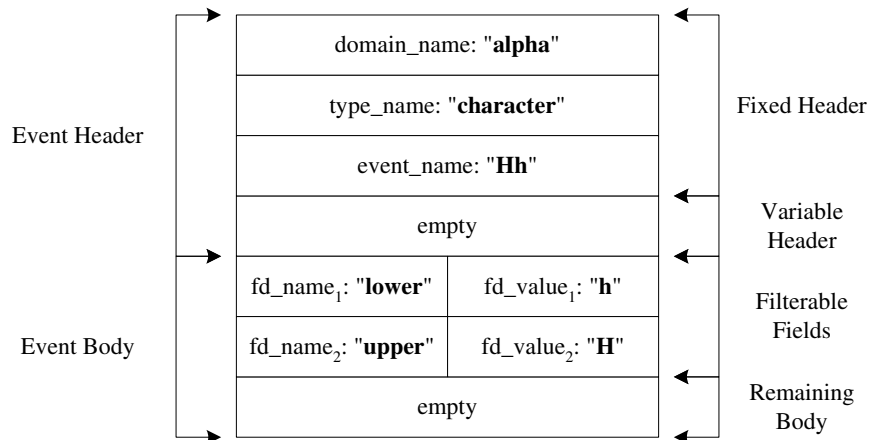 domain_name: "alpha"
type_name: "character"
Event Header
Fixed Header
event_name: "Hh"
empty
Variable
Header
fd_name1: "lower"
fd_value1: "h"
Filterable
Fields
Event Body
fd_name2: "upper"
fd_value2: "H"
empty
Remaining
Body